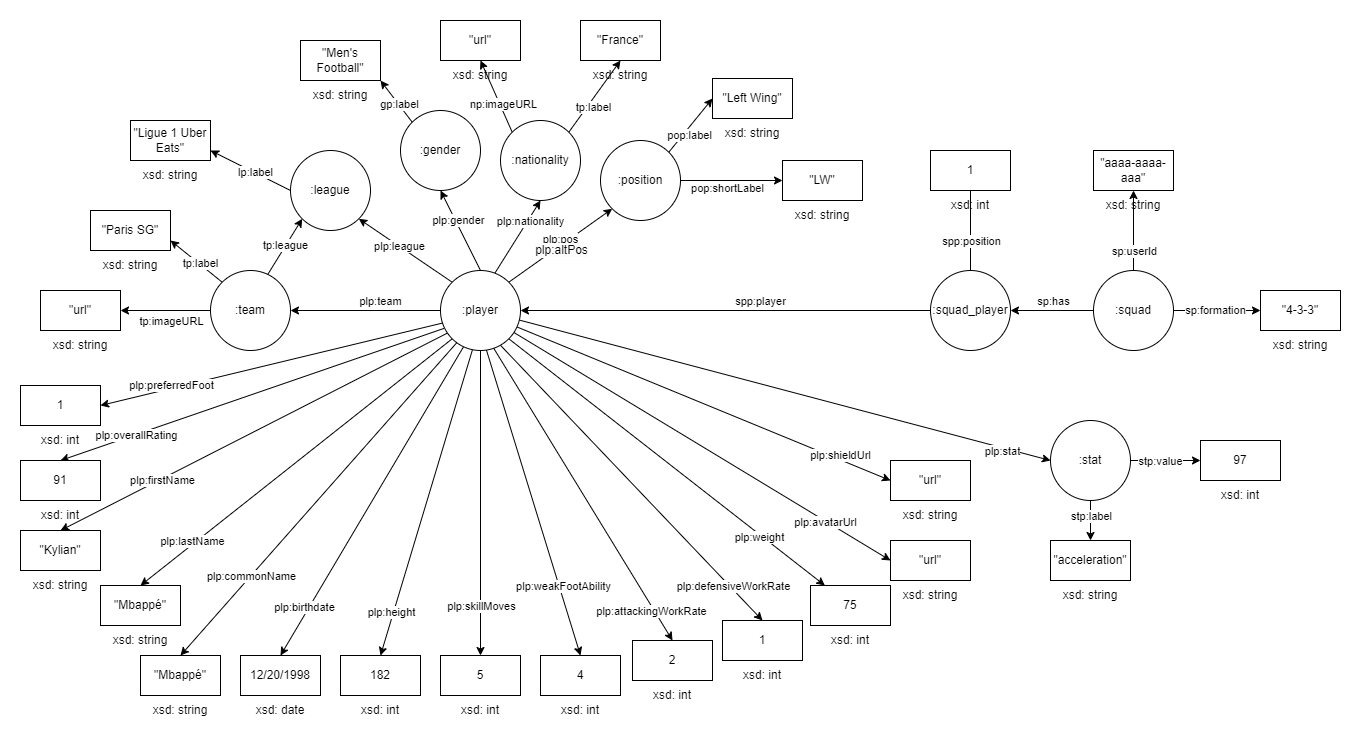 "url"
xsd: string
"France"
xsd: string
"Men's
Football"
xsd: string
np:imageURL
tp:label
gp:label
"Left Wing"
xsd: string
pop:label
"Ligue 1 Uber
Eats"
xsd: string
lp:label
:gender
:nationality
:position
:league
pop:shortLabel
"LW"
xsd: string
1
xsd: int
spp:position
"aaaa-aaaa-
aaa"
xsd: string
sp:userId
"Paris SG"
xsd: string
tp:label
tp:league
plp:league
plp:gender
plp:nationality
plp:pos
plp:altPos
"url"
xsd: string
tp:imageURL
:team
plp:team
:player
spp:player
:squad_player
sp:has
:squad
sp:formation
"4-3-3"
xsd: string
plp:preferredFoot
1
xsd: int
plp:overallRating
91
xsd: int
plp:firstName
"Kylian"
xsd: string
plp:lastName
"Mbappé"
xsd: string
plp:commonName
"Mbappé"
xsd: string
plp:birthdate
12/20/1998
xsd: date
plp:height
182
xsd: int
plp:skillMoves
5
xsd: int
plp:weakFootAbility
4
xsd: int
plp:attackingWorkRate
2
xsd: int
plp:defensiveWorkRate
1
xsd: int
plp:weight
75
xsd: int
plp:avatarUrl
"url"
xsd: string
plp:shieldUrl
"url"
xsd: string
plp:stat
:stat
stp:value
97
xsd: int
stp:label
"acceleration"
xsd: string